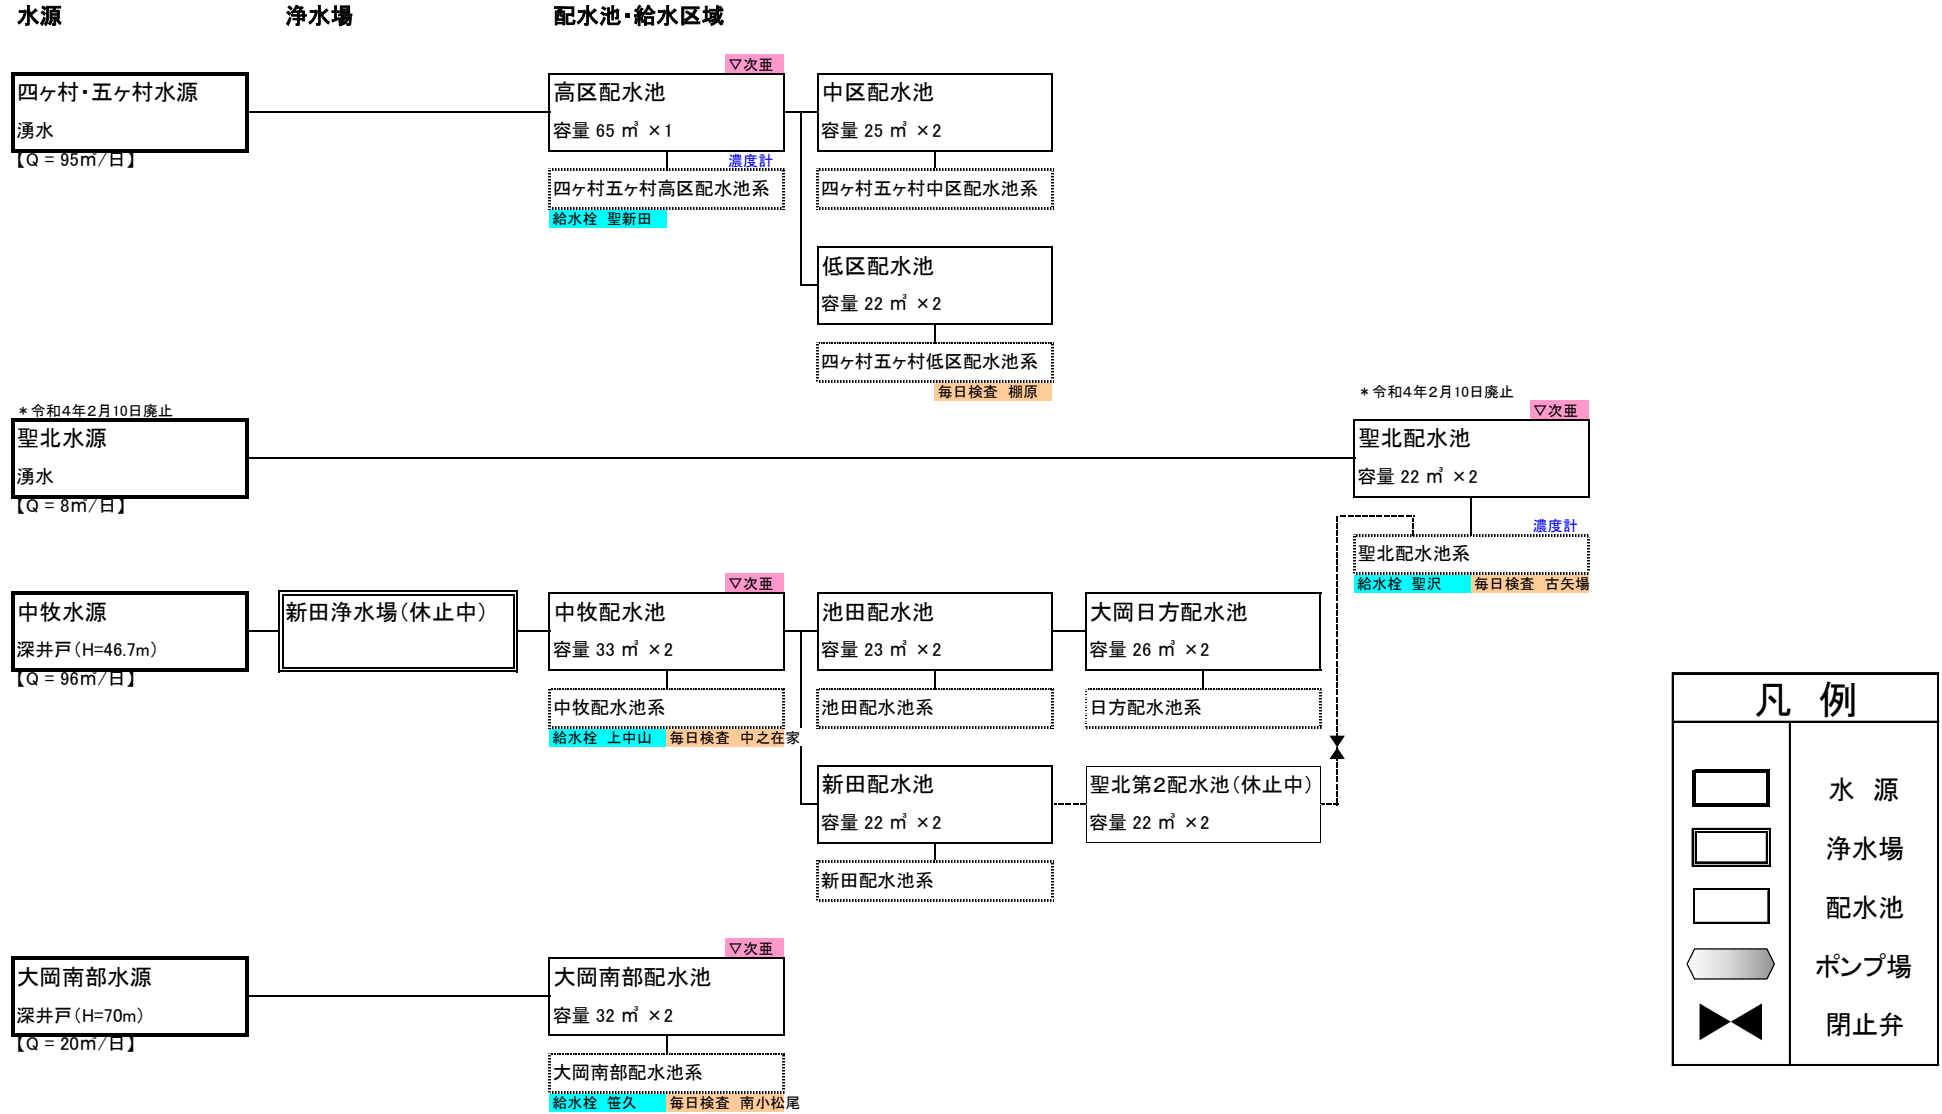 水源
浄水場
配水池・給水区域
▽次亜
四ヶ村・五ヶ村水源
湧水
【Q = 95㎥/日】
高区配水池
容量 65 ㎥ ×1
濃度計
四ヶ村五ヶ村高区配水池系
給水栓 聖新田
中区配水池
容量 25 ㎥ ×2
四ヶ村五ヶ村中区配水池系
低区配水池
容量 22 ㎥ ×2
四ヶ村五ヶ村低区配水池系
毎日検査 棚原
＊令和4年2月10日廃止
聖北水源
湧水
【Q = 8㎥/日】
＊令和4年2月10日廃止
▽次亜
聖北配水池
容量 22 ㎥ ×2
濃度計
聖北配水池系
給水栓 聖沢
毎日検査 古矢場
中牧水源
深井戸（H=46.7m）
【Q = 96㎥/日】
新田浄水場（休止中）
▽次亜
中牧配水池
容量 33 ㎥ ×2
中牧配水池系
給水栓 上中山
毎日検査 中之在家
池田配水池
容量 23 ㎥ ×2
池田配水池系
大岡日方配水池
容量 26 ㎥ ×2
日方配水池系
新田配水池
容量 22 ㎥ ×2
新田配水池系
聖北第2配水池（休止中）
容量 22 ㎥ ×2
大岡南部水源
深井戸（H=70m）
【Q = 20㎥/日】
▽次亜
大岡南部配水池
容量 32 ㎥ ×2
大岡南部配水池系
給水栓 笹久
毎日検査 南小松尾
凡 例
水 源
浄水場
配水池
ポンプ場
閉止弁